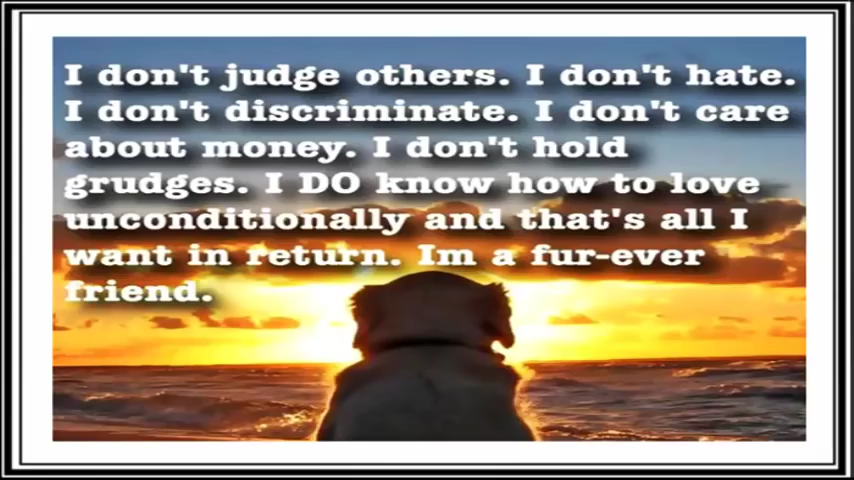 I don't judge others. I don't hate.
I don't discriminate. I don't care
about money. I don't hold
grudges. I DO know how to love
unconditionally and that's all I
want in return. Im a fur-ever
friend.